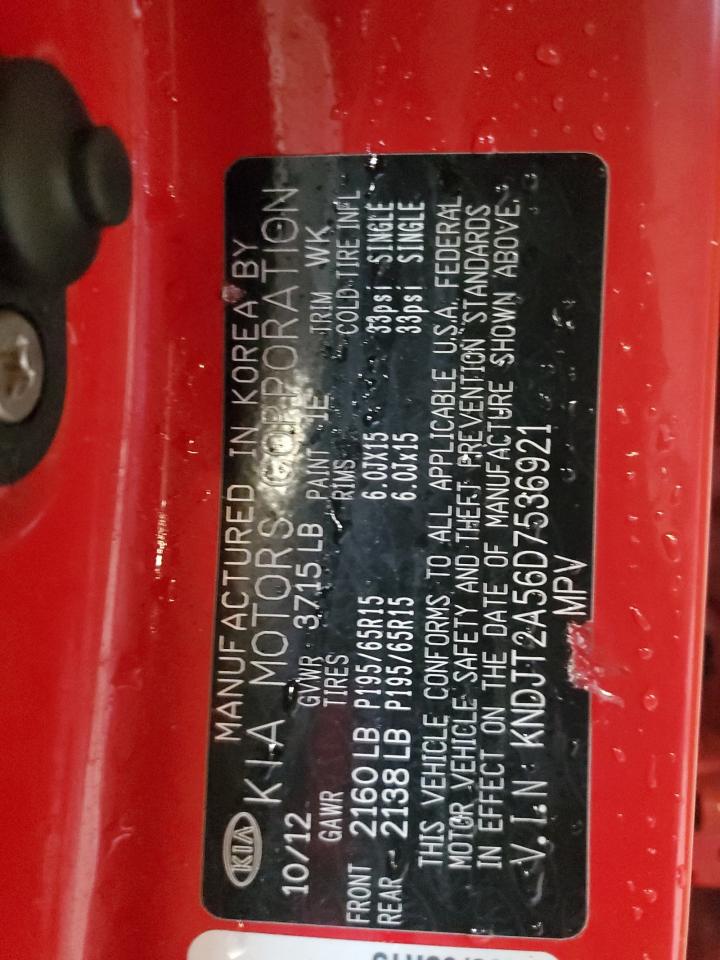 KIA
MANUFACTURED IN KOREA BY
KIA MOTORS CORPORATION
10/12 GVWR 3715 LB PAINT 1E TRIM WK
GAWR TIRES RIMS COLD TIRE INFL
FRONT 2160 LB P195/65R15 6.0JX15 33psi SINGLE
REAR 2138 LB P195/65R15 6.0Jx15 33psi SINGLE
THIS VEHICLE CONFORMS TO ALL APPLICABLE U.S.A. FEDERAL
MOTOR VEHICLE SAFETY AND THEFT PREVENTION STANDARDS
IN EFFECT ON THE DATE OF MANUFACTURE SHOWN ABOVE.
V.I.N: KNDJT2A56D7536921
MPV